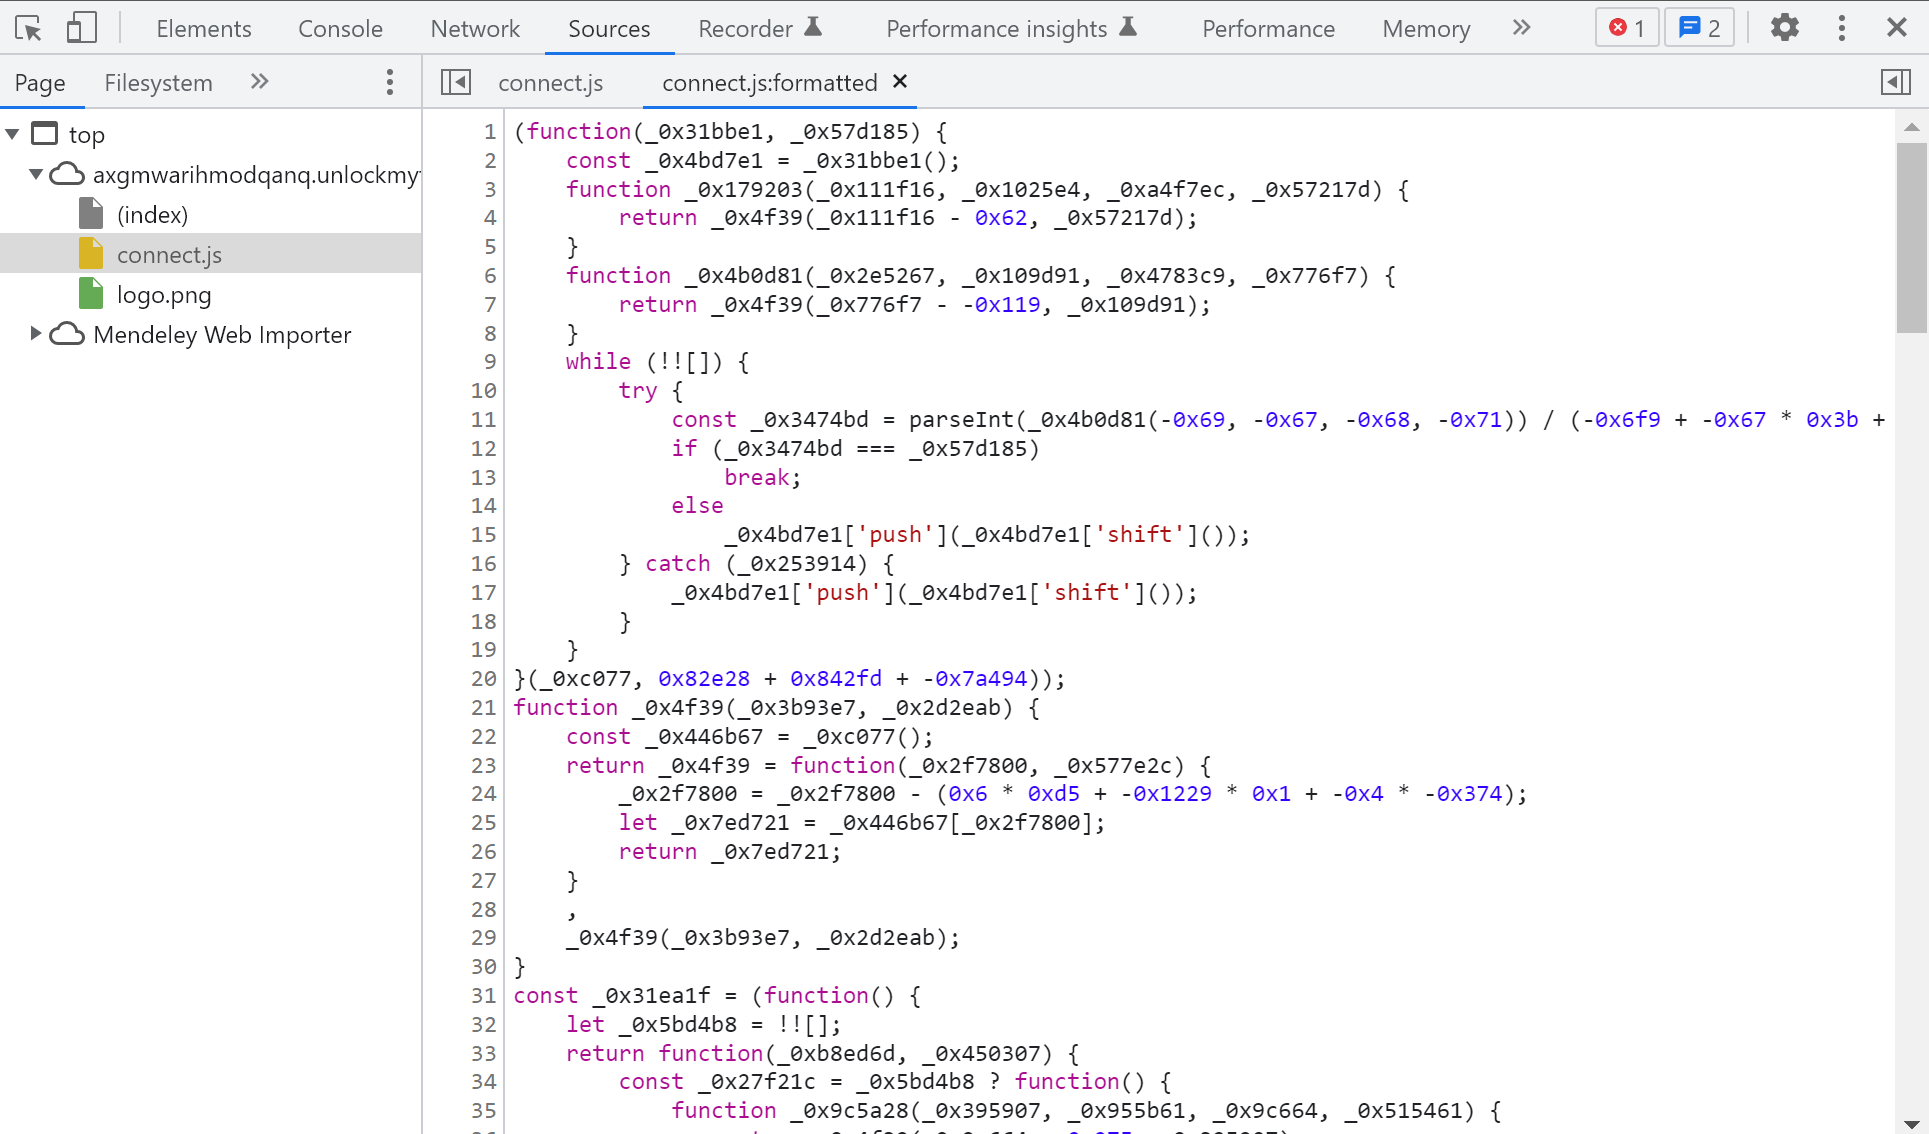 Elements Console Network Sources Recorder Performance insights Performance Memory 1 2
Page Filesystem connect.js connect.js:formatted
top
axgmwarihmodqanq.unlockmy
(index)
connect.js
logo.png
Mendeley Web Importer
1 (function(_0x31bbe1, _0x57d185) {
2 const _0x4bd7e1 = _0x31bbe1();
3 function _0x179203(_0x111f16, _0x1025e4, _0xa4f7ec, _0x57217d) {
4 return _0x4f39(_0x111f16 - 0x62, _0x57217d);
5 }
6 function _0x4b0d81(_0x2e5267, _0x109d91, _0x4783c9, _0x776f7) {
7 return _0x4f39(_0x776f7 - -0x119, _0x109d91);
8 }
9 while (!![]) {
10 try {
11 const _0x3474bd = parseInt(_0x4b0d81(-0x69, -0x67, -0x68, -0x71)) / (-0x6f9 + -0x67 * 0x3b +
12 if (_0x3474bd === _0x57d185)
13 break;
14 else
15 _0x4bd7e1['push'](_0x4bd7e1['shift']());
16 } catch (_0x253914) {
17 _0x4bd7e1['push'](_0x4bd7e1['shift']());
18 }
19 }
20 }(_0xc077, 0x82e28 + 0x842fd + -0x7a494));
21 function _0x4f39(_0x3b93e7, _0x2d2eab) {
22 const _0x446b67 = _0xc077();
23 return _0x4f39 = function(_0x2f7800, _0x577e2c) {
24 _0x2f7800 = _0x2f7800 - (0x6 * 0xd5 + -0x1229 * 0x1 + -0x4 * -0x374);
25 let _0x7ed721 = _0x446b67[_0x2f7800];
26 return _0x7ed721;
27 }
28 ,
29 _0x4f39(_0x3b93e7, _0x2d2eab);
30 }
31 const _0x31ea1f = (function() {
32 let _0x5bd4b8 = !![];
33 return function(_0xb8ed6d, _0x450307) {
34 const _0x27f21c = _0x5bd4b8 ? function() {
35 function _0x9c5a28(_0x395907, _0x955b61, _0x9c664, _0x515461) {